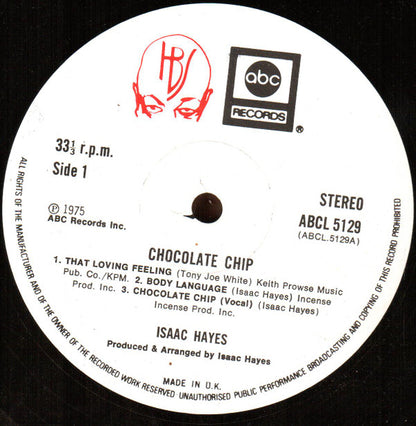 HBS
abc
RECORDS
®
33⅓ r.p.m.
Side 1
STEREO
ABCL 5129
(ABCL.5129A)
Ⓟ 1975
ABC Records Inc.
CHOCOLATE CHIP
1. THAT LOVING FEELING (Tony Joe White) Keith Prowse Music
Pub. Co./KPM. 2. BODY LANGUAGE (Isaac Hayes) Incense
Prod. Inc. 3. CHOCOLATE CHIP (Vocal) (Isaac Hayes)
Incense Prod. Inc.
ISAAC HAYES
Produced & Arranged by Isaac Hayes
MADE IN U.K.
ALL RIGHTS OF THE MANUFACTURER AND OF THE OWNER OF THE RECORDED WORK RESERVED UNAUTHORISED PUBLIC PERFORMANCE BROADCASTING AND COPYING OF THIS RECORD PROHIBITED